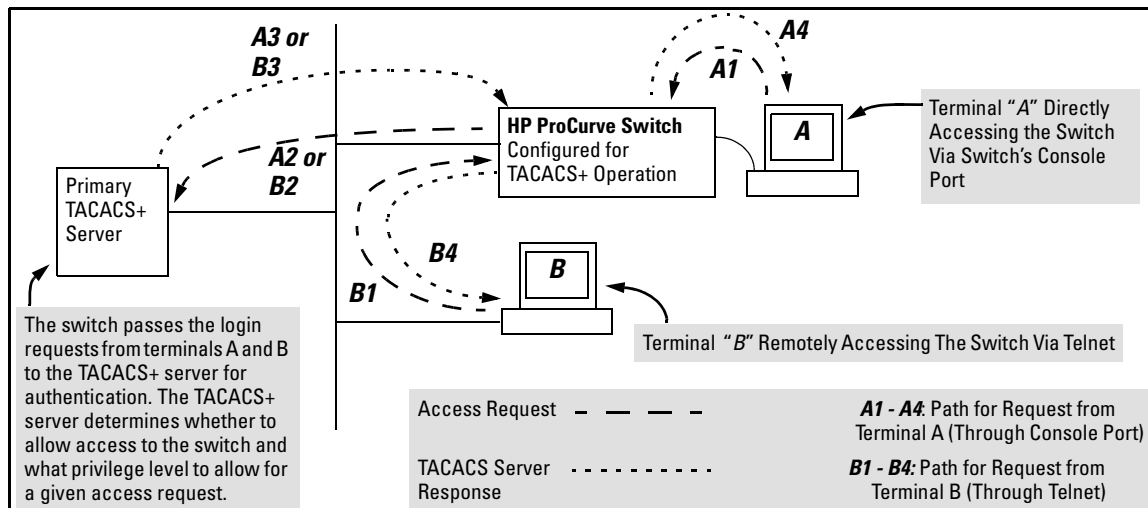 A3 or
B3
A4
A1
HP ProCurve Switch
Configured for
TACACS+ Operation
A
Terminal "A" Directly
Accessing the Switch
Via Switch's Console
Port
A2 or
B2
Primary
TACACS+
Server
B4
B
B1
The switch passes the login
requests from terminals A and B
to the TACACS+ server for
authentication. The TACACS+
server determines whether to
allow access to the switch and
what privilege level to allow for
a given access request.
Terminal "B" Remotely Accessing The Switch Via Telnet
Access Request
A1 - A4: Path for Request from
Terminal A (Through Console Port)
TACACS Server
Response
B1 - B4: Path for Request from
Terminal B (Through Telnet)